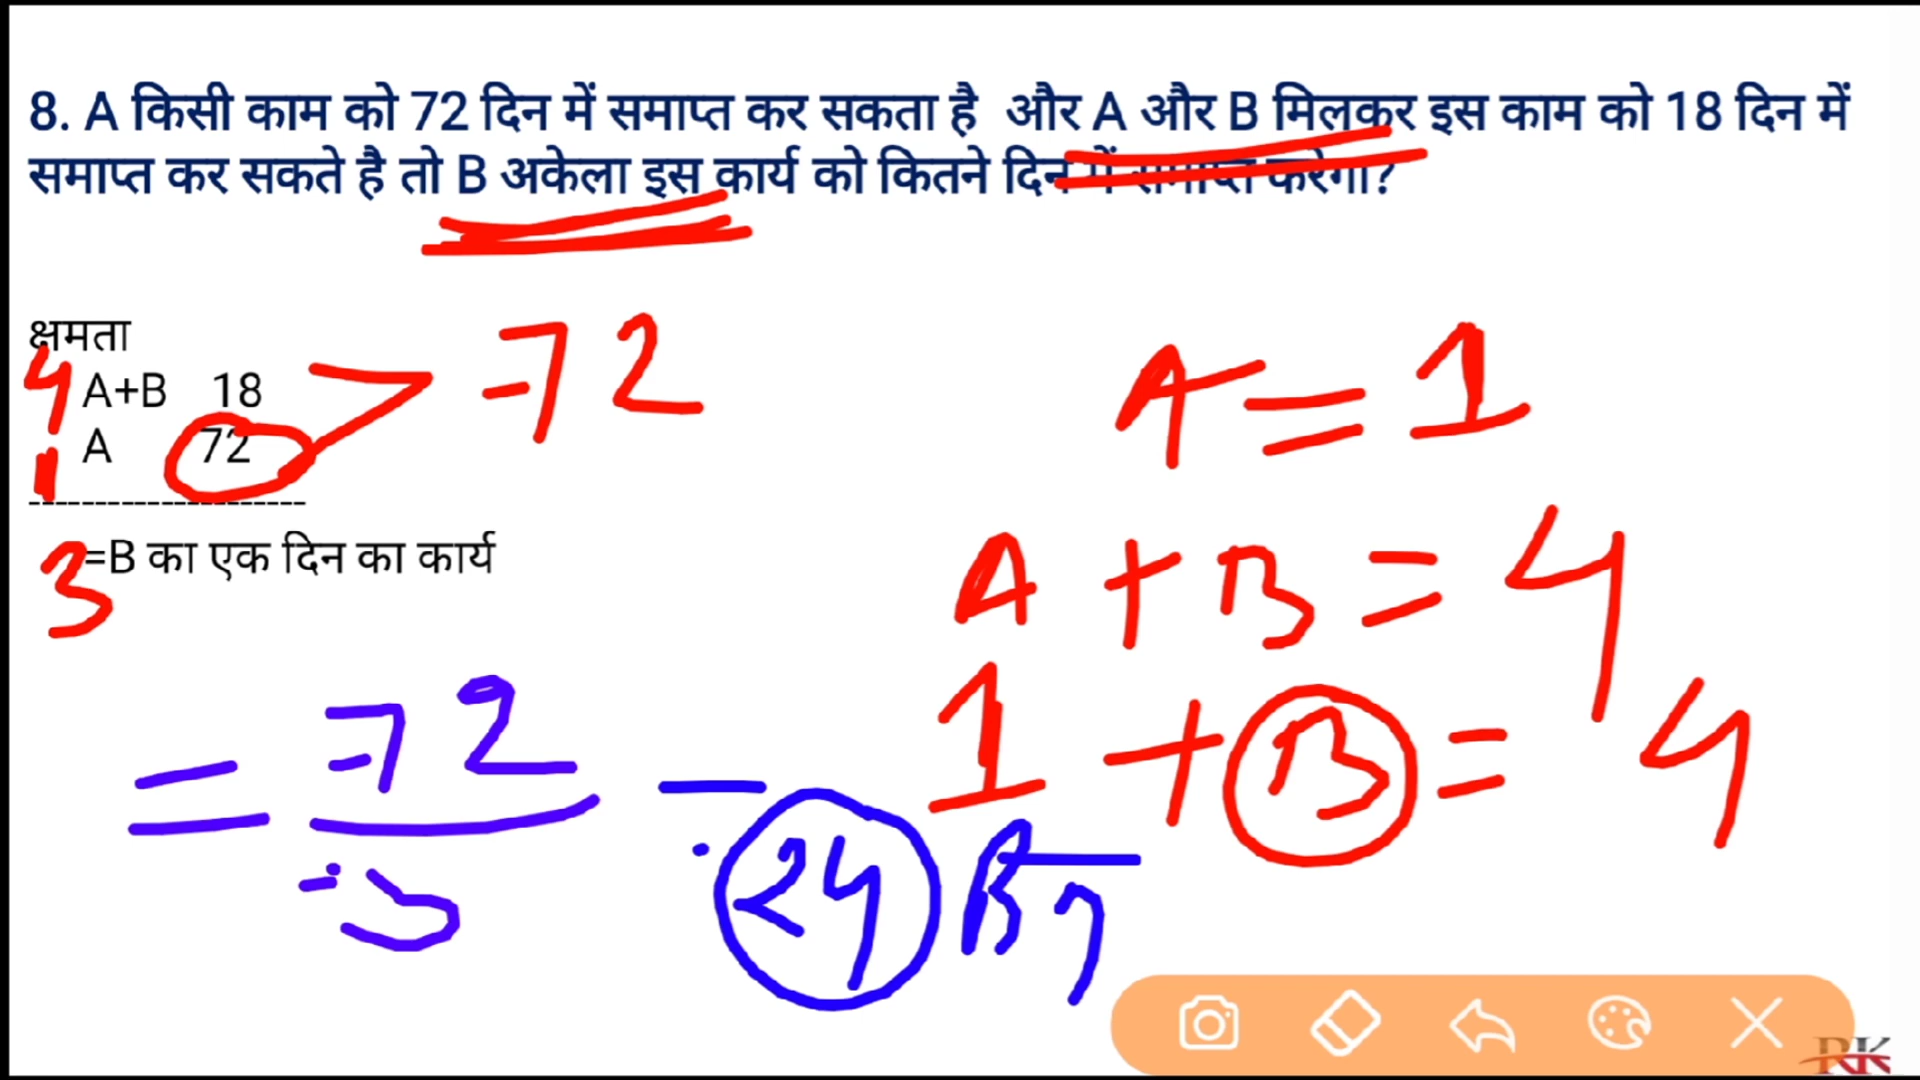 8. A किसी काम को 72 दिन में समाप्त कर सकता है और A और B मिलकर इस काम को 18 दिन में
समाप्त कर सकते है तो B अकेला इस कार्य को कितने दिन में समाप्त करेगा?
क्षमता
4 A+B 18
1 A 72
=72
A = 1
---------------------
3 =B का एक दिन का कार्य
A + B = 4
1 + B = 4
= 72
3
= 24 दिन
RK